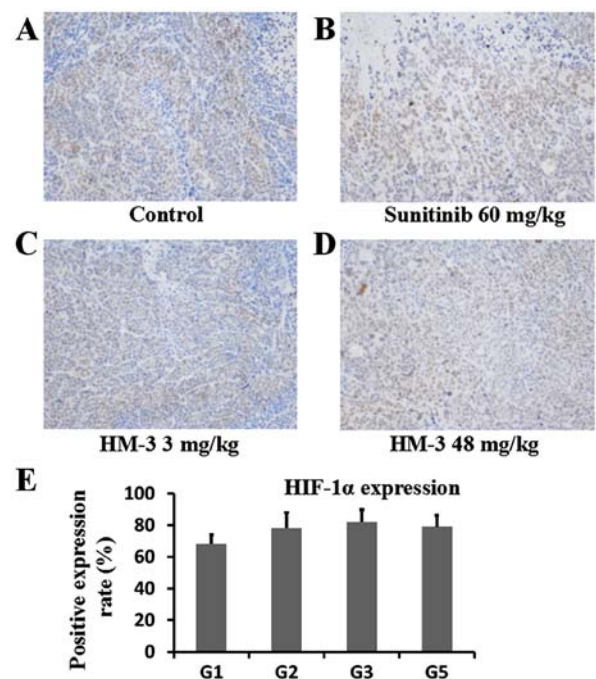 A
B
Control
Sunitinib 60 mg/kg
C
D
HM-3 3 mg/kg
HM-3 48 mg/kg
E
HIF-1α expression
Positive expression
rate (%)
100
80
60
40
20
0
G1 G2 G3 G5